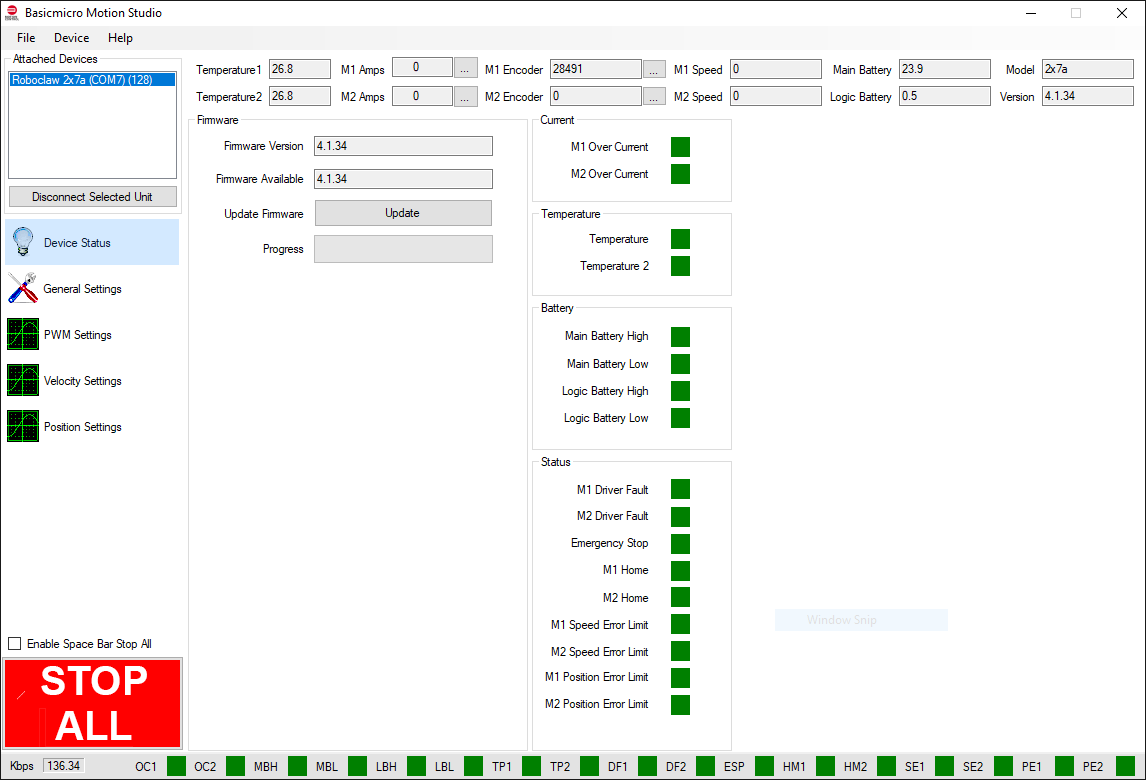 Basicmicro Motion Studio
File Device Help
Attached Devices
Roboclaw 2x7a (COM7) (128)
Disconnect Selected Unit
Temperature1 26.8 M1 Amps 0 ... M1 Encoder 28491 ... M1 Speed 0 Main Battery 23.9 Model 2x7a
Temperature2 26.8 M2 Amps 0 ... M2 Encoder 0 ... M2 Speed 0 Logic Battery 0.5 Version 4.1.34
Device Status
General Settings
PWM Settings
Velocity Settings
Position Settings
Firmware
Firmware Version 4.1.34
Firmware Available 4.1.34
Update Firmware Update
Progress
Current
M1 Over Current
M2 Over Current
Temperature
Temperature
Temperature 2
Battery
Main Battery High
Main Battery Low
Logic Battery High
Logic Battery Low
Status
M1 Driver Fault
M2 Driver Fault
Emergency Stop
M1 Home
M2 Home
M1 Speed Error Limit
M2 Speed Error Limit
M1 Position Error Limit
M2 Position Error Limit
Window Snip
Enable Space Bar Stop All
STOP
ALL
Kbps 136.34 OC1 OC2 MBH MBL LBH LBL TP1 TP2 DF1 DF2 ESP HM1 HM2 SE1 SE2 PE1 PE2